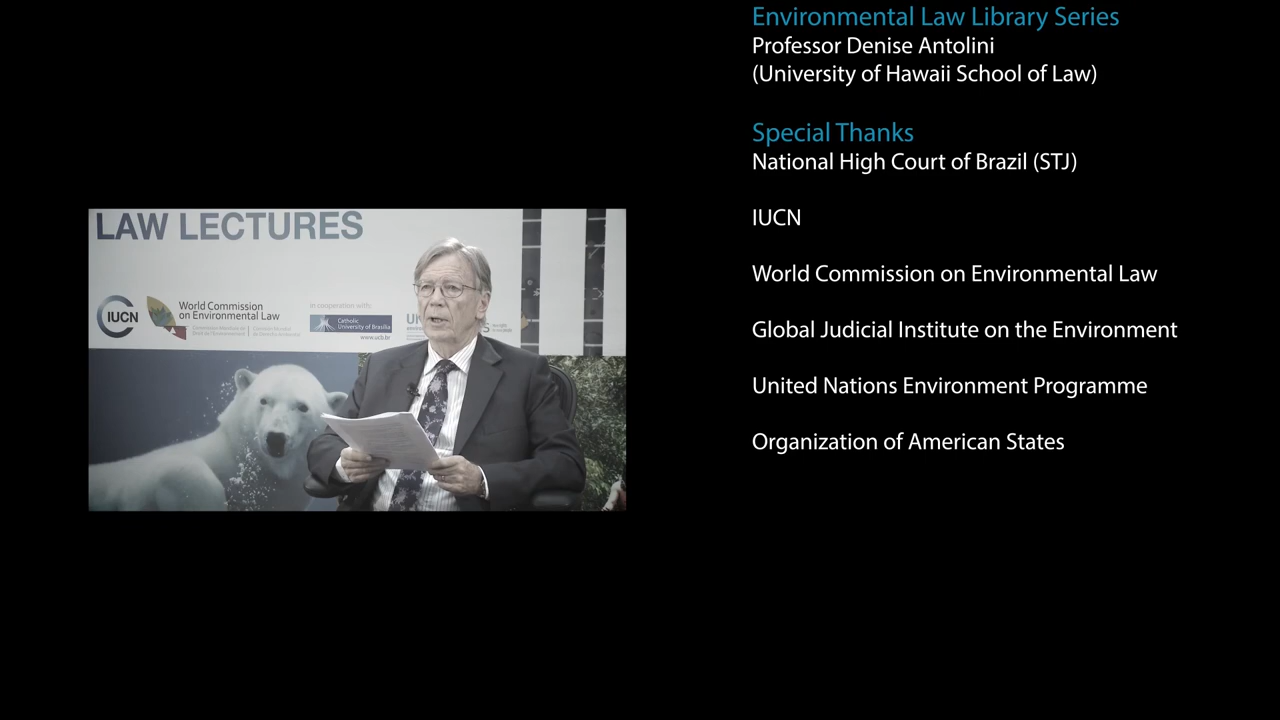 Environmental Law Library Series
Professor Denise Antolini
(University of Hawaii School of Law)
Special Thanks
National High Court of Brazil (STJ)
IUCN
World Commission on Environmental Law
Global Judicial Institute on the Environment
United Nations Environment Programme
Organization of American States
LAW LECTURES
IUCN
World Commission
on Environmental Law
in cooperation with:
Catholic
University of Brasília
www.ucb.br